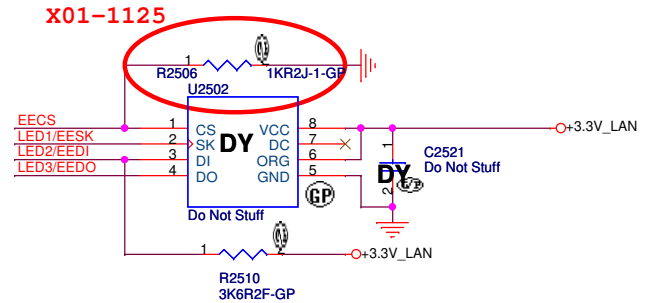 X01-1125
1
2
R2506
1KR2J-1-GP
U2502
EECS
LED1/EESK
LED2/EEDI
LED3/EEDO
1
2
3
4
CS
SK
DI
DO
DY
VCC
DC
ORG
GND
8
7
6
5
+3.3V_LAN
1
2
C2521
Do Not Stuff
DY
G/P
GP
Do Not Stuff
1
2
+3.3V_LAN
R2510
3K6R2F-GP